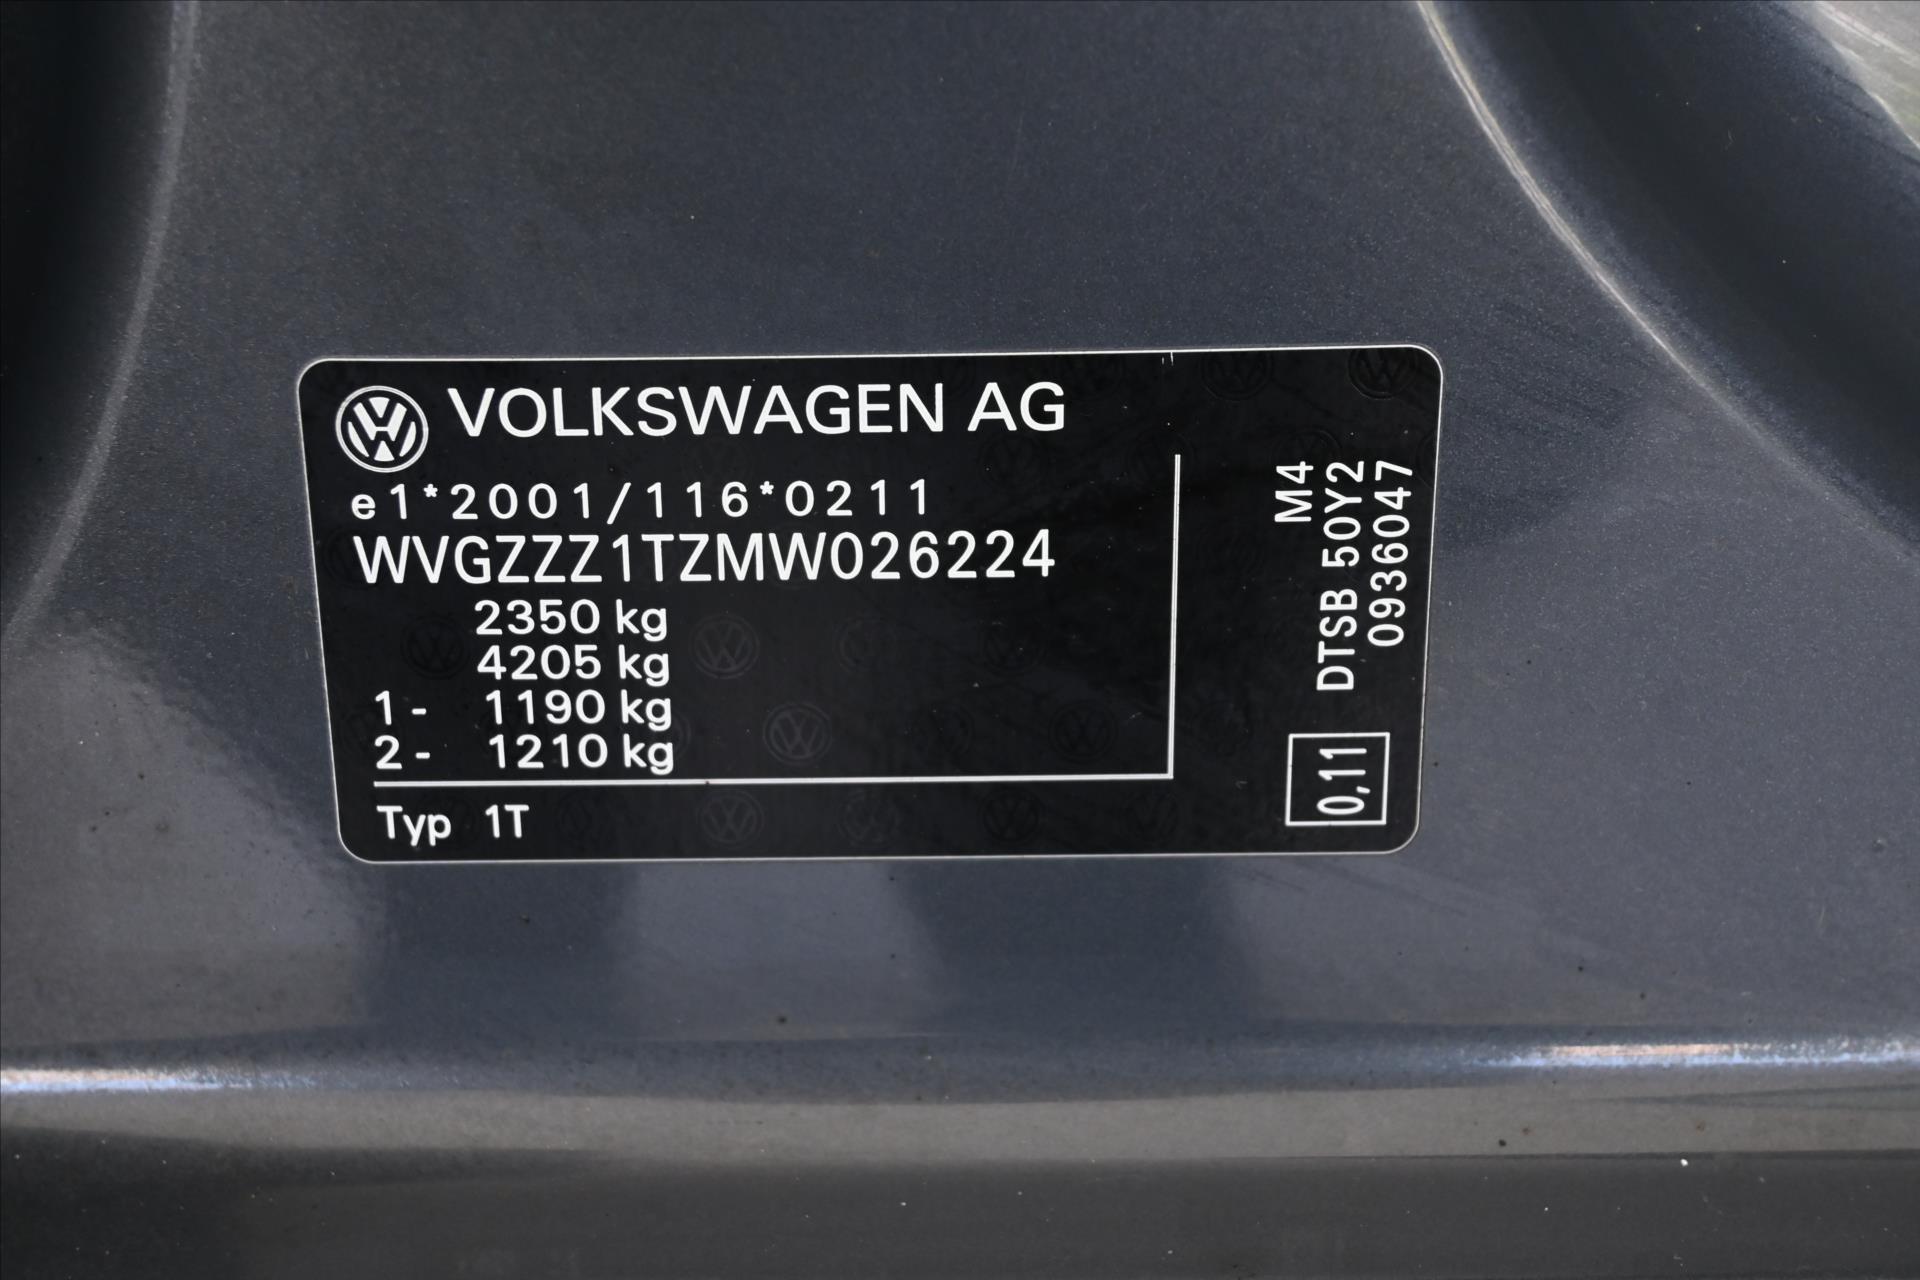 VOLKSWAGEN AG
e1*2001/116*0211
WVGZZZ1TZMW026224
2350 kg
4205 kg
1- 1190 kg
2- 1210 kg
Typ 1T
M4
DTSB 50Y2
0936047
0,11